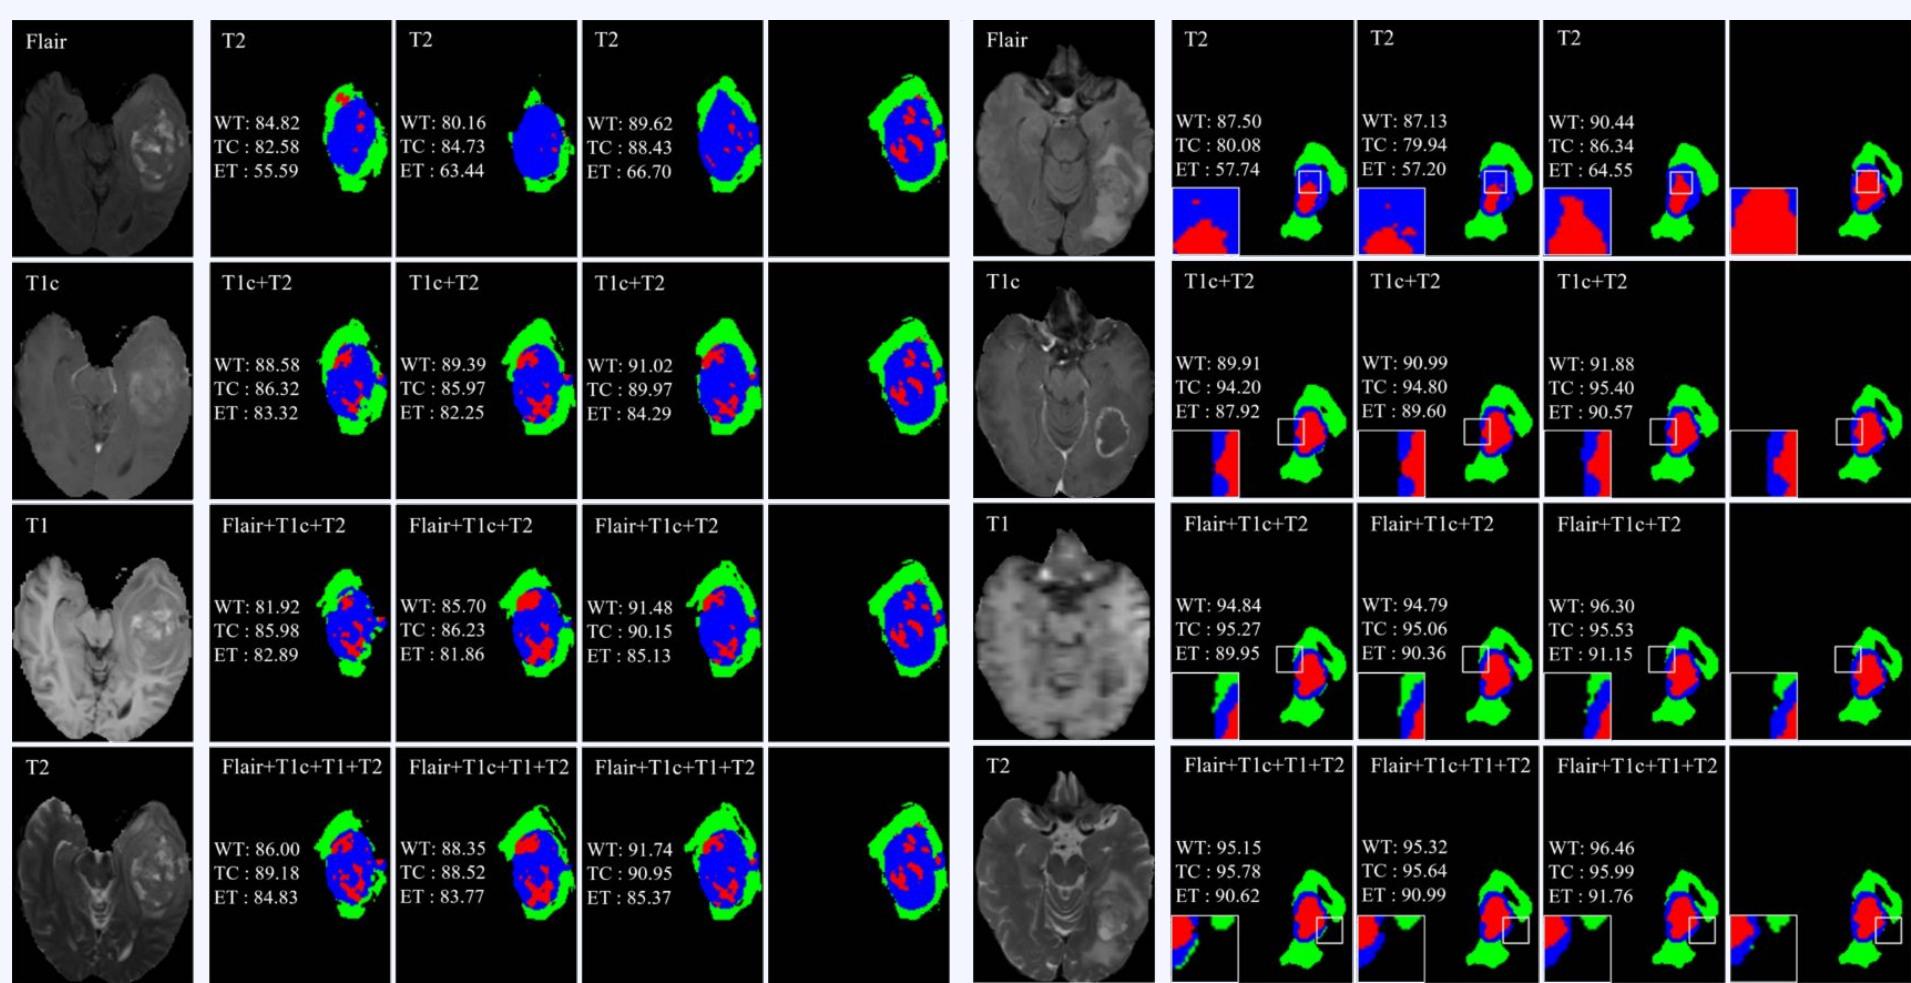 Flair
T2
WT: 84.82
TC : 82.58
ET : 55.59
T2
WT: 80.16
TC : 84.73
ET : 63.44
T2
WT: 89.62
TC : 88.43
ET : 66.70
T1c
T1c+T2
WT: 88.58
TC : 86.32
ET : 83.32
T1c+T2
WT: 89.39
TC : 85.97
ET : 82.25
T1c+T2
WT: 91.02
TC : 89.97
ET : 84.29
T1
Flair+T1c+T2
WT: 81.92
TC : 85.98
ET : 82.89
Flair+T1c+T2
WT: 85.70
TC : 86.23
ET : 81.86
Flair+T1c+T2
WT: 91.48
TC : 90.15
ET : 85.13
T2
Flair+T1c+T1+T2
WT: 86.00
TC : 89.18
ET : 84.83
Flair+T1c+T1+T2
WT: 88.35
TC : 88.52
ET : 83.77
Flair+T1c+T1+T2
WT: 91.74
TC : 90.95
ET : 85.37
Flair
T2
WT: 87.50
TC : 80.08
ET : 57.74
T2
WT: 87.13
TC : 79.94
ET : 57.20
T2
WT: 90.44
TC : 86.34
ET : 64.55
T1c
T1c+T2
WT: 89.91
TC : 94.20
ET : 87.92
T1c+T2
WT: 90.99
TC : 94.80
ET : 89.60
T1c+T2
WT: 91.88
TC : 95.40
ET : 90.57
T1
Flair+T1c+T2
WT: 94.84
TC : 95.27
ET : 89.95
Flair+T1c+T2
WT: 94.79
TC : 95.06
ET : 90.36
Flair+T1c+T2
WT: 96.30
TC : 95.53
ET : 91.15
T2
Flair+T1c+T1+T2
WT: 95.15
TC : 95.78
ET : 90.62
Flair+T1c+T1+T2
WT: 95.32
TC : 95.64
ET : 90.99
Flair+T1c+T1+T2
WT: 96.46
TC : 95.99
ET : 91.76